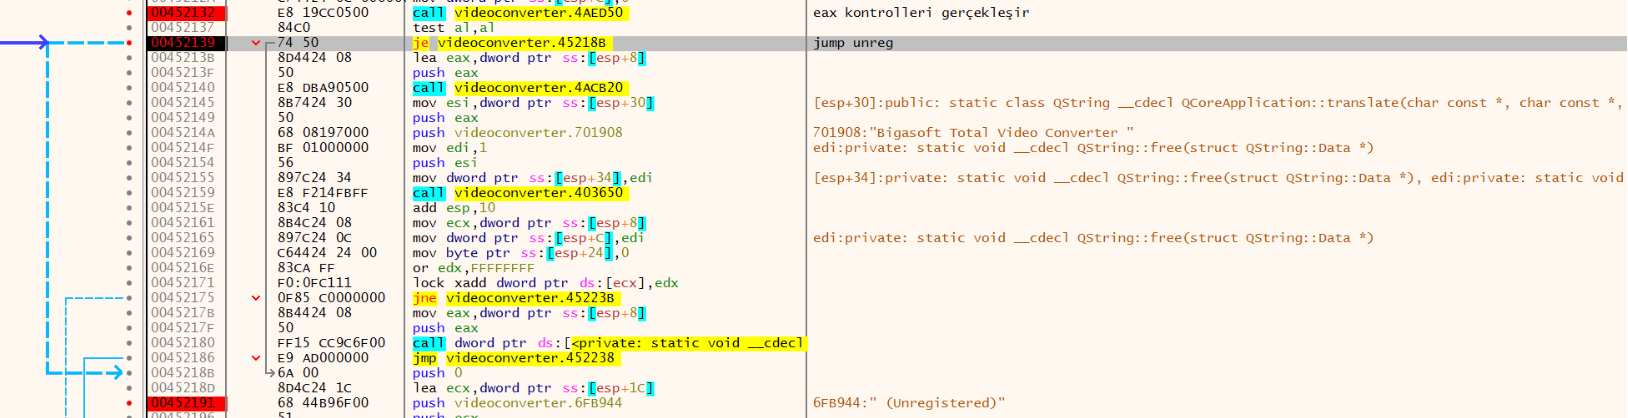 mov dword ptr ss:[esp+C],0
00452132 E8 19CC0500 call videoconverter.4AED50 eax kontrolleri gerçekleşir
00452137 84C0 test al,al
00452139 74 50 je videoconverter.45218B jump unreg
0045213B 8D4424 08 lea eax,dword ptr ss:[esp+8]
0045213F 50 push eax
00452140 E8 DBA90500 call videoconverter.4ACB20
00452145 8B7424 30 mov esi,dword ptr ss:[esp+30] [esp+30]:public: static class QString __cdecl QCoreApplication::translate(char const *, char const *,
00452149 50 push eax
0045214A 68 08197000 push videoconverter.701908 701908:"Bigasoft Total Video Converter "
0045214F BF 01000000 mov edi,1 edi:private: static void __cdecl QString::free(struct QString::Data *)
00452154 56 push esi
00452155 897C24 34 mov dword ptr ss:[esp+34],edi [esp+34]:private: static void __cdecl QString::free(struct QString::Data *), edi:private: static void
00452159 E8 F214FBFF call videoconverter.403650
0045215E 83C4 10 add esp,10
00452161 8B4C24 08 mov ecx,dword ptr ss:[esp+8]
00452165 897C24 0C mov dword ptr ss:[esp+C],edi edi:private: static void __cdecl QString::free(struct QString::Data *)
00452169 C64424 24 00 mov byte ptr ss:[esp+24],0
0045216E 83CA FF or edx,FFFFFFFF
00452171 F0:0FC111 lock xadd dword ptr ds:[ecx],edx
00452175 0F85 C0000000 jne videoconverter.45223B
0045217B 8B4424 08 mov eax,dword ptr ss:[esp+8]
0045217F 50 push eax
00452180 FF15 CC9C6F00 call dword ptr ds:[<private: static void __cdecl
00452186 E9 AD000000 jmp videoconverter.452238
0045218B 6A 00 push 0
0045218D 8D4C24 1C lea ecx,dword ptr ss:[esp+1C]
00452191 68 44B96F00 push videoconverter.6FB944 6FB944:" (Unregistered)"
00452196 51 push ecx